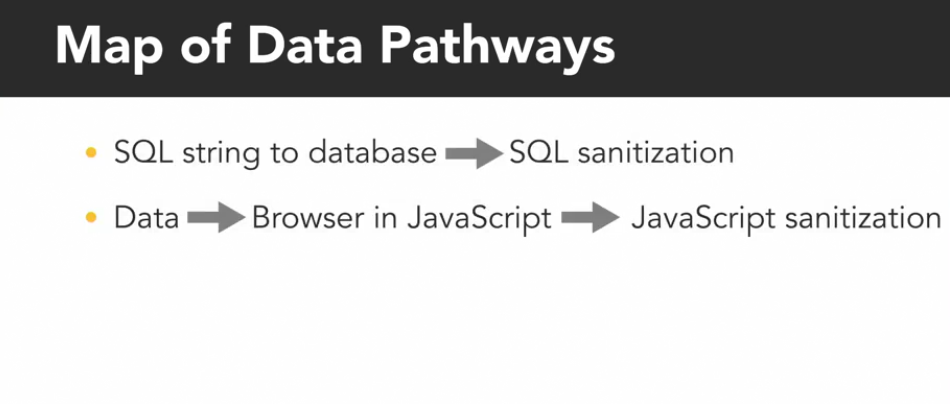 Map of Data Pathways
• SQL string to database → SQL sanitization
• Data → Browser in JavaScript → JavaScript sanitization